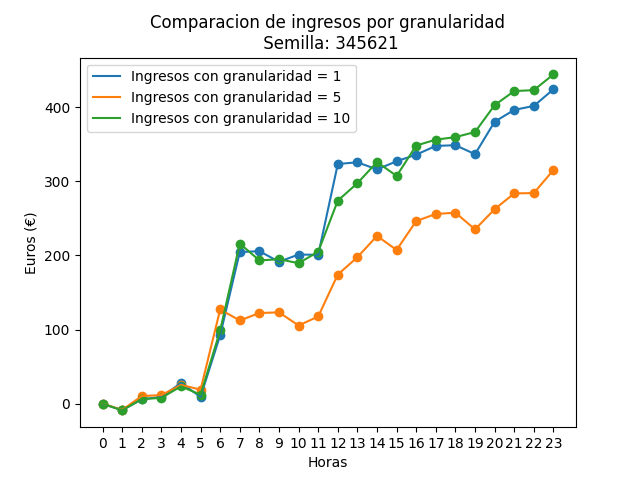 Comparacion de ingresos por granularidad
Semilla: 345621
Ingresos con granularidad = 1
Ingresos con granularidad = 5
Ingresos con granularidad = 10
Euros (€)
400
300
200
100
0
0 1 2 3 4 5 6 7 8 9 10 11 12 13 14 15 16 17 18 19 20 21 22 23
Horas